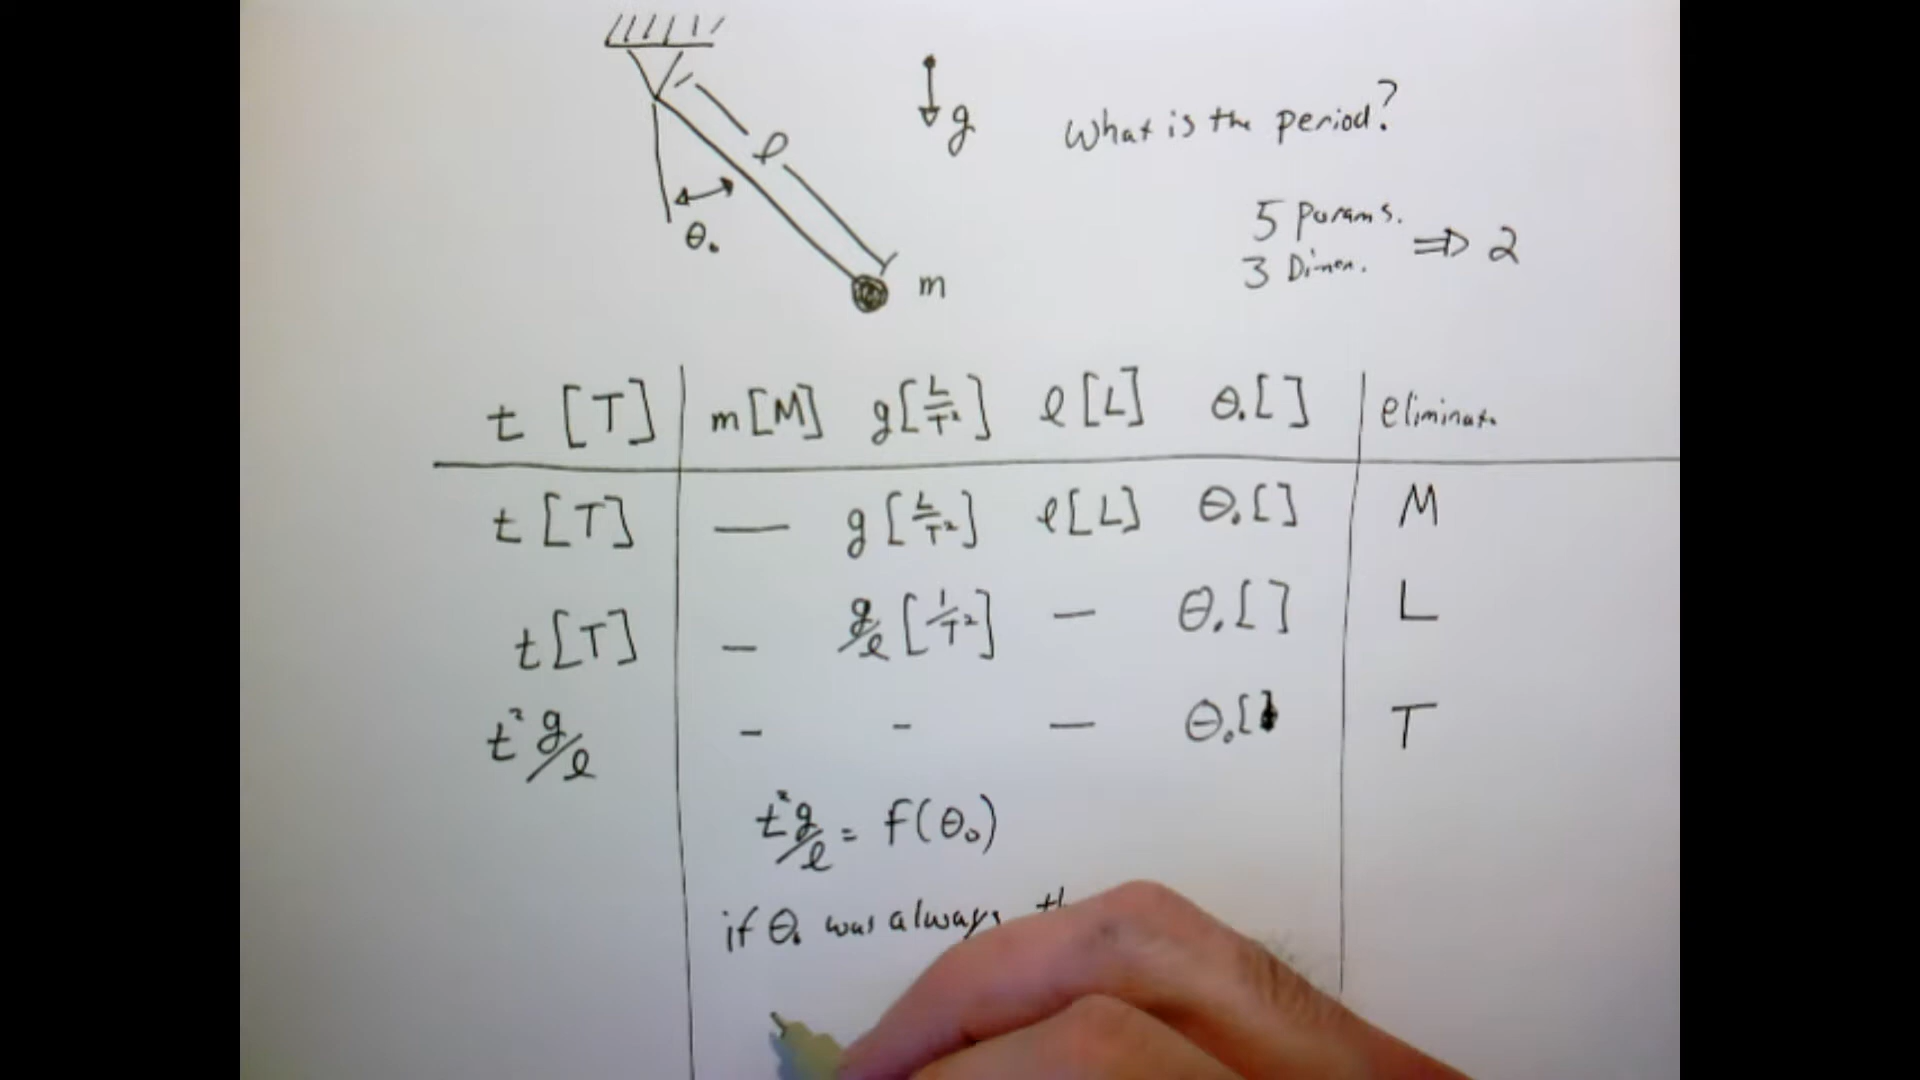 g
What is the period?
l
5 Params.
3 Dimen. ⇒ 2
θ₀
m
t [T] m [M] g [L/T²] l [L] θ₀ [ ] eliminate
t [T] — g [L/T²] l [L] θ₀ [ ] M
t [T] – g/l [1/T²] – θ₀ [ ] L
t² g/l - - — θ₀ [ ] T
t² g/l = f(θ₀)
if θ₀ was always